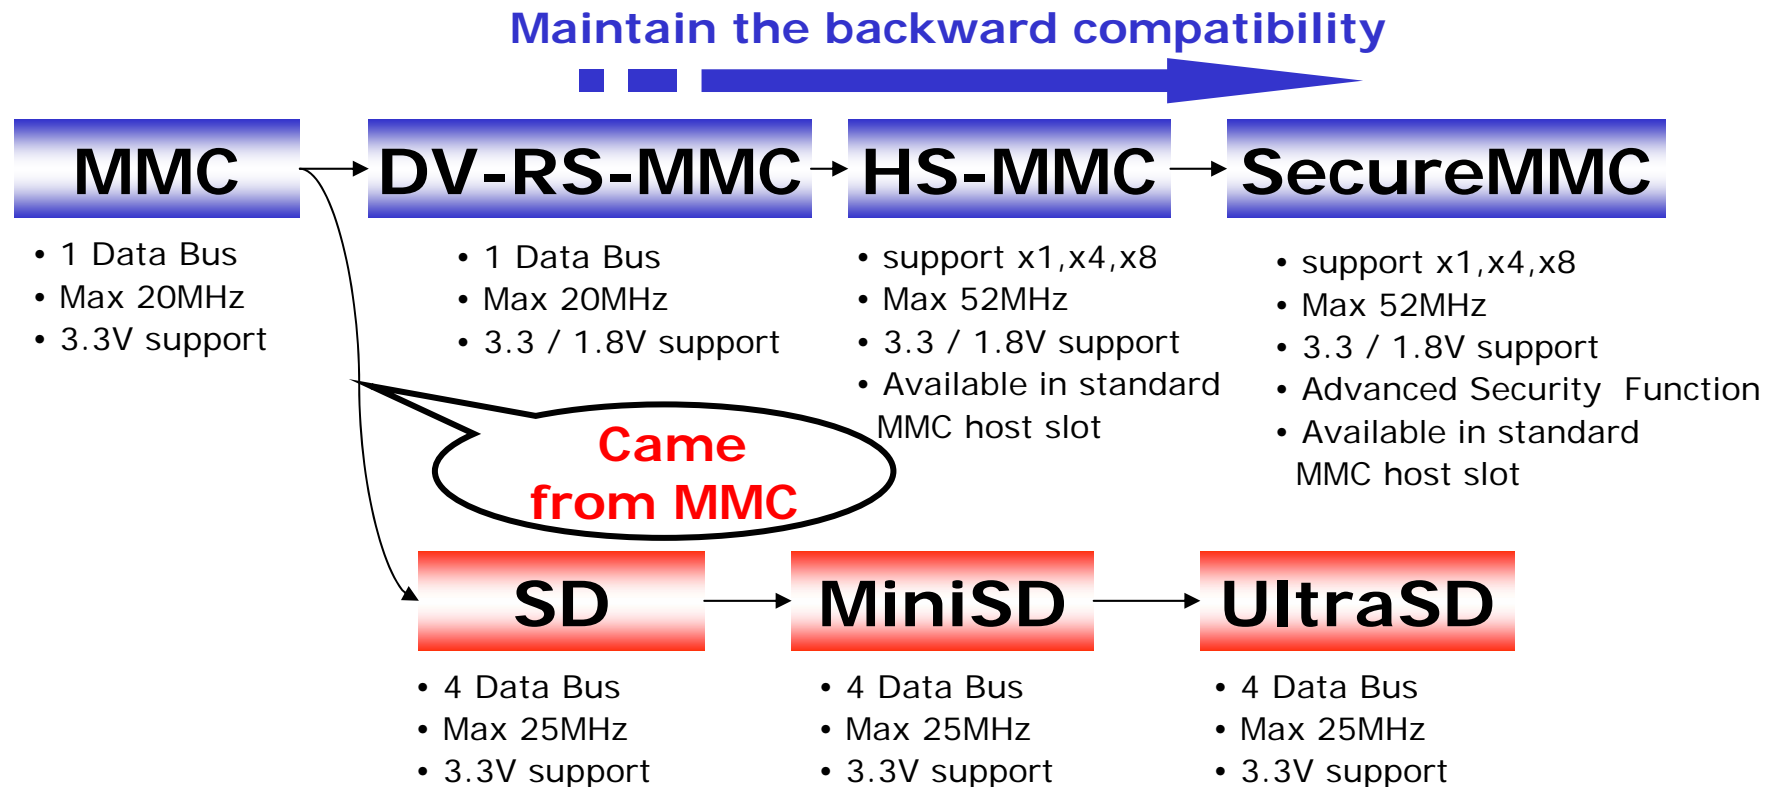 Maintain the backward compatibility
MMC
DV-RS-MMC
HS-MMC
SecureMMC
• 1 Data Bus
• Max 20MHz
• 3.3V support
• 1 Data Bus
• Max 20MHz
• 3.3 / 1.8V support
• support x1,x4,x8
• Max 52MHz
• 3.3 / 1.8V support
• Available in standard
MMC host slot
• support x1,x4,x8
• Max 52MHz
• 3.3 / 1.8V support
• Advanced Security Function
• Available in standard
MMC host slot
Came
from MMC
SD
MiniSD
UltraSD
• 4 Data Bus
• Max 25MHz
• 3.3V support
• 4 Data Bus
• Max 25MHz
• 3.3V support
• 4 Data Bus
• Max 25MHz
• 3.3V support